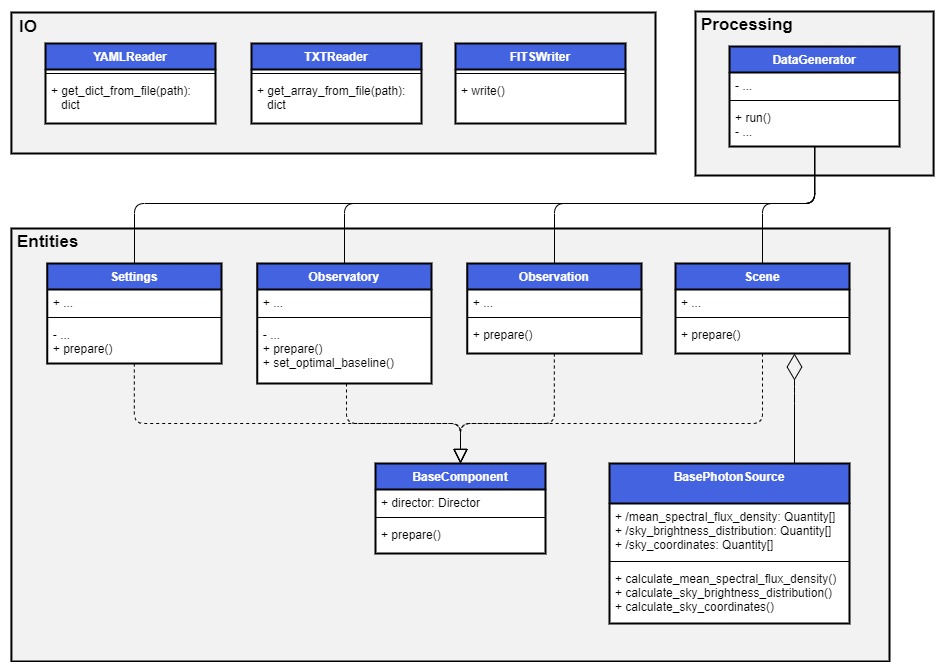 IO
YAMLReader
+ get_dict_from_file(path):
dict
TXTReader
+ get_array_from_file(path):
dict
FITSWriter
+ write()
Processing
DataGenerator
- ...
+ run()
- ...
Entities
Settings
+ ...
- ...
+ prepare()
Observatory
+ ...
- ...
+ prepare()
+ set_optimal_baseline()
Observation
+ ...
+ prepare()
Scene
+ ...
+ prepare()
BaseComponent
+ director: Director
+ prepare()
BasePhotonSource
+ /mean_spectral_flux_density: Quantity[]
+ /sky_brightness_distribution: Quantity[]
+ /sky_coordinates: Quantity[]
+ calculate_mean_spectral_flux_density()
+ calculate_sky_brightness_distribution()
+ calculate_sky_coordinates()